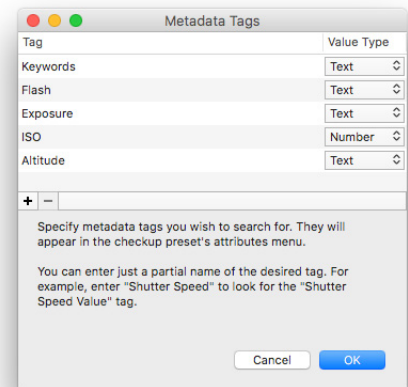 Metadata Tags
Tag Value Type
Keywords Text
Flash Text
Exposure Text
ISO Number
Altitude Text
+ −
Specify metadata tags you wish to search for. They will
appear in the checkup preset's attributes menu.
You can enter just a partial name of the desired tag. For
example, enter "Shutter Speed" to look for the "Shutter
Speed Value" tag.
Cancel OK